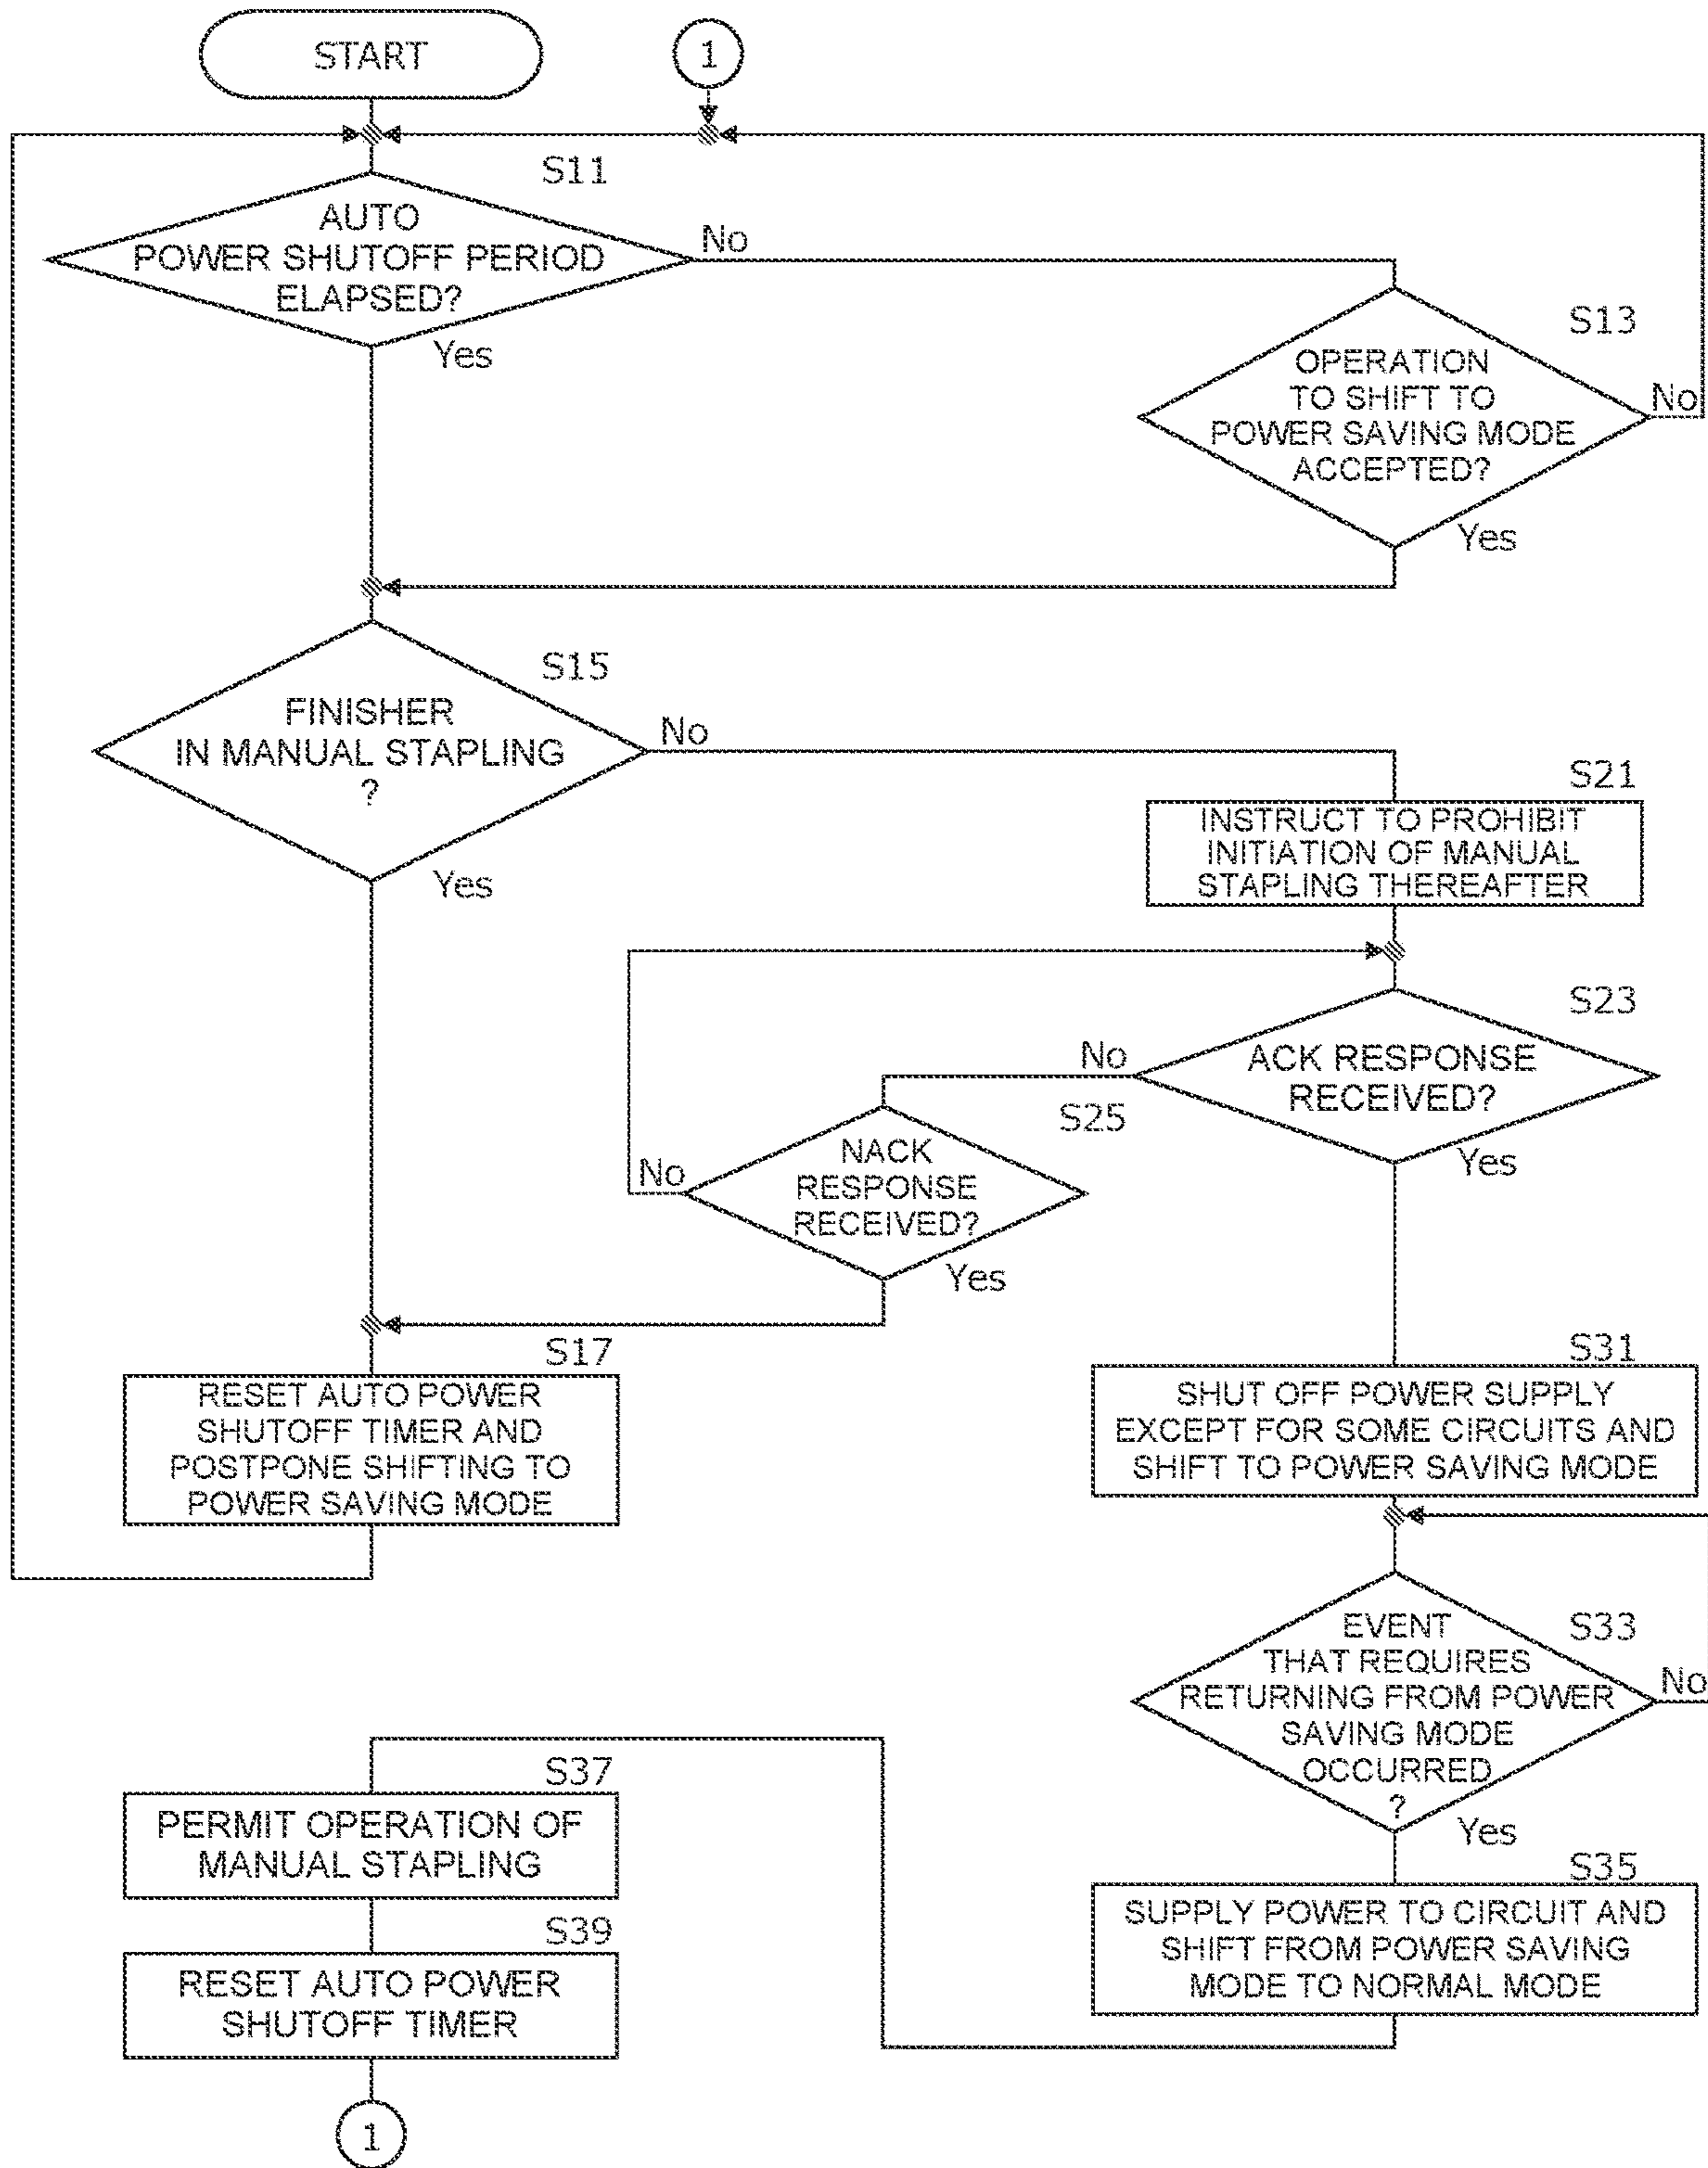 START
1
S11
AUTO
POWER SHUTOFF PERIOD
ELAPSED?
No
Yes
S13
OPERATION
TO SHIFT TO
POWER SAVING MODE
ACCEPTED?
No
Yes
S15
FINISHER
IN MANUAL STAPLING
?
No
Yes
S21
INSTRUCT TO PROHIBIT
INITIATION OF MANUAL
STAPLING THEREAFTER
S23
ACK RESPONSE
RECEIVED?
No
Yes
S25
NACK
RESPONSE
RECEIVED?
No
Yes
S17
RESET AUTO POWER
SHUTOFF TIMER AND
POSTPONE SHIFTING TO
POWER SAVING MODE
S31
SHUT OFF POWER SUPPLY
EXCEPT FOR SOME CIRCUITS AND
SHIFT TO POWER SAVING MODE
S33
EVENT
THAT REQUIRES
RETURNING FROM POWER
SAVING MODE
OCCURRED
?
No
Yes
S35
SUPPLY POWER TO CIRCUIT AND
SHIFT FROM POWER SAVING
MODE TO NORMAL MODE
S37
PERMIT OPERATION OF
MANUAL STAPLING
S39
RESET AUTO POWER
SHUTOFF TIMER
1